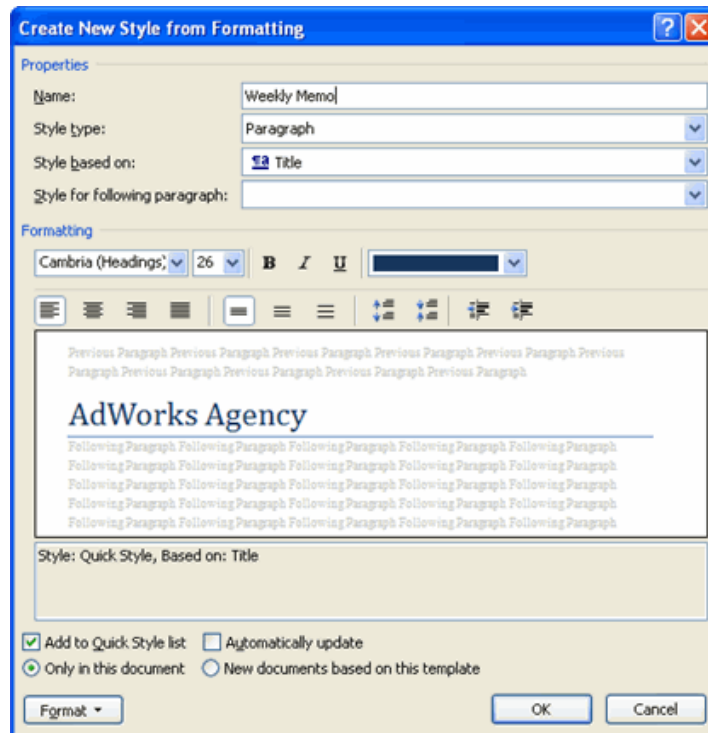 Create New Style from Formatting
Properties
Name:
Weekly Memo
Style type:
Paragraph
Style based on:
¶a Title
Style for following paragraph:
Formatting
Cambria (Headings)
26
B I U
Previous Paragraph Previous Paragraph Previous Paragraph Previous Paragraph Previous Paragraph Previous
Paragraph Previous Paragraph Previous Paragraph Previous Paragraph Previous Paragraph
AdWorks Agency
Following Paragraph Following Paragraph Following Paragraph Following Paragraph Following Paragraph
Following Paragraph Following Paragraph Following Paragraph Following Paragraph Following Paragraph
Following Paragraph Following Paragraph Following Paragraph Following Paragraph Following Paragraph
Following Paragraph Following Paragraph Following Paragraph Following Paragraph Following Paragraph
Following Paragraph Following Paragraph Following Paragraph Following Paragraph Following Paragraph
Style: Quick Style, Based on: Title
Add to Quick Style list
Automatically update
Only in this document
New documents based on this template
Format
OK
Cancel